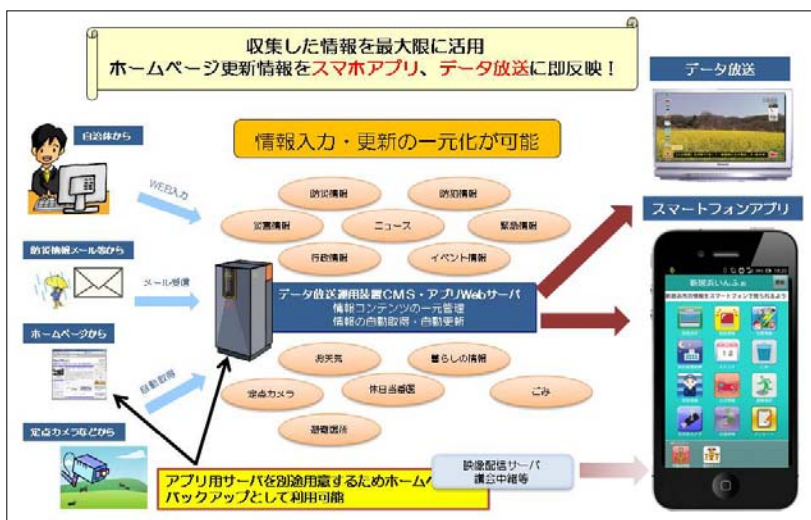 収集した情報を最大限に活用
ホームページ更新情報をスマホアプリ、データ放送に即反映！
データ放送
自治体から
情報入力・更新の一元化が可能
WEB入力
防災情報
防犯情報
災害情報
ニュース
緊急情報
行政情報
イベント情報
スマートフォンアプリ
防災情報メール等から
メール受信
データ放送運用装置CMS・アプリWebサーバ
情報コンテンツの一元管理
情報の自動取得・自動更新
ホームページから
自動取得
お天気
暮らしの情報
定点カメラ
休日当番医
ごみ
避難医所
定点カメラなどから
アプリ用サーバを別途用意するためホームペ
バックアップとして利用可能
映像配信サーバ
議会中継等